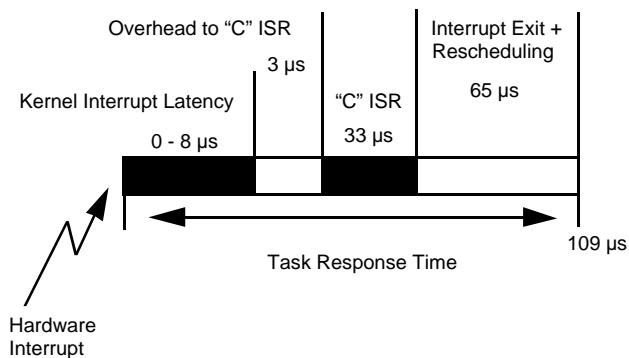 Overhead to “C” ISR
3 µs
Interrupt Exit +
Rescheduling
65 µs
Kernel Interrupt Latency
0 - 8 µs
“C” ISR
33 µs
109 µs
Task Response Time
Hardware
Interrupt